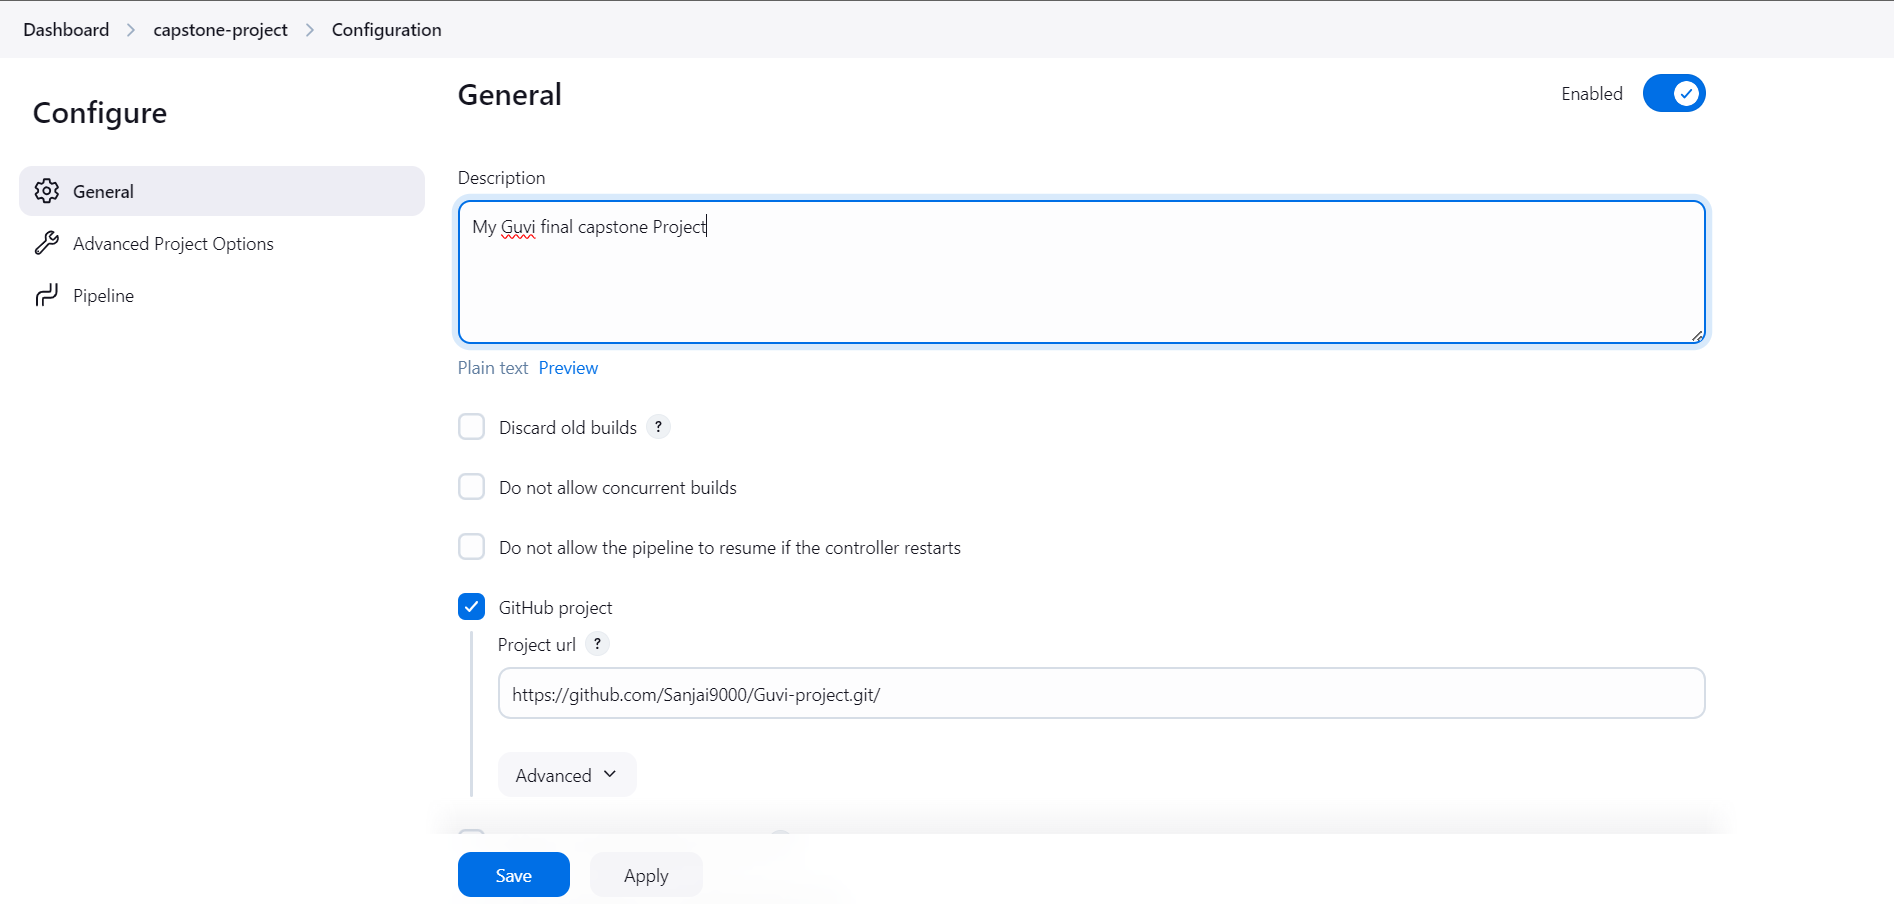 Dashboard > capstone-project > Configuration
Configure
General
Advanced Project Options
Pipeline
General
Enabled
Description
My Guvi final capstone Project
Plain text Preview
Discard old builds ?
Do not allow concurrent builds
Do not allow the pipeline to resume if the controller restarts
GitHub project
Project url ?
https://github.com/Sanjai9000/Guvi-project.git/
Advanced
Save Apply